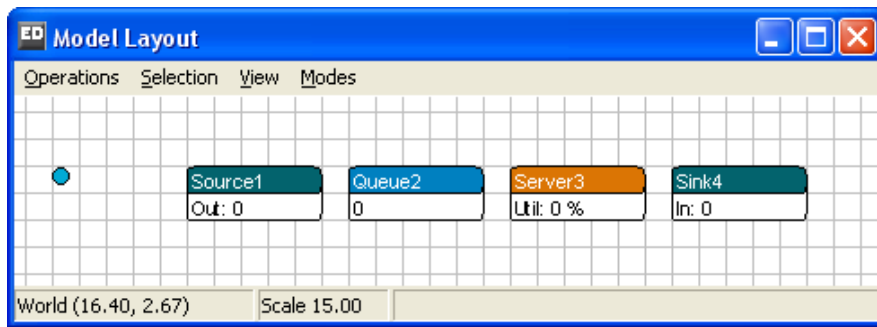 ED Model Layout
Operations Selection View Modes
Source1 Queue2 Server3 Sink4
Out: 0 0 Util: 0 % In: 0
World (16.40, 2.67) Scale 15.00